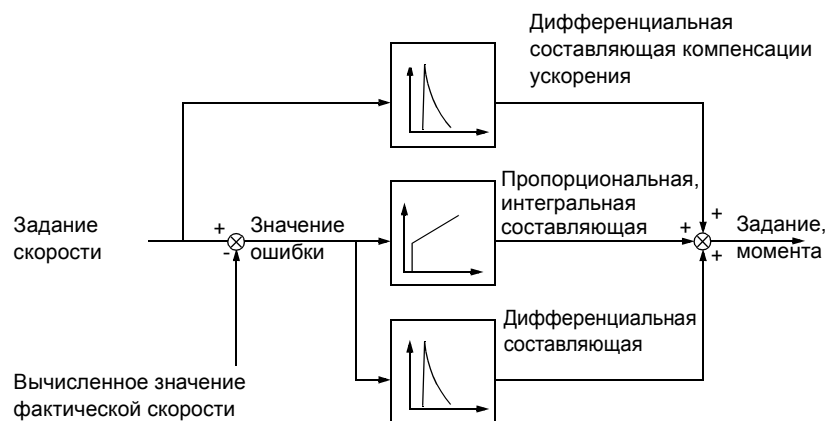 Дифференциальная
составляющая компенсации
ускорения
Пропорциональная,
интегральная
составляющая
Задание
скорости
+
-
Значение
ошибки
+
+
+
Задание,
момента
Дифференциальная
составляющая
Вычисленное значение
фактической скорости